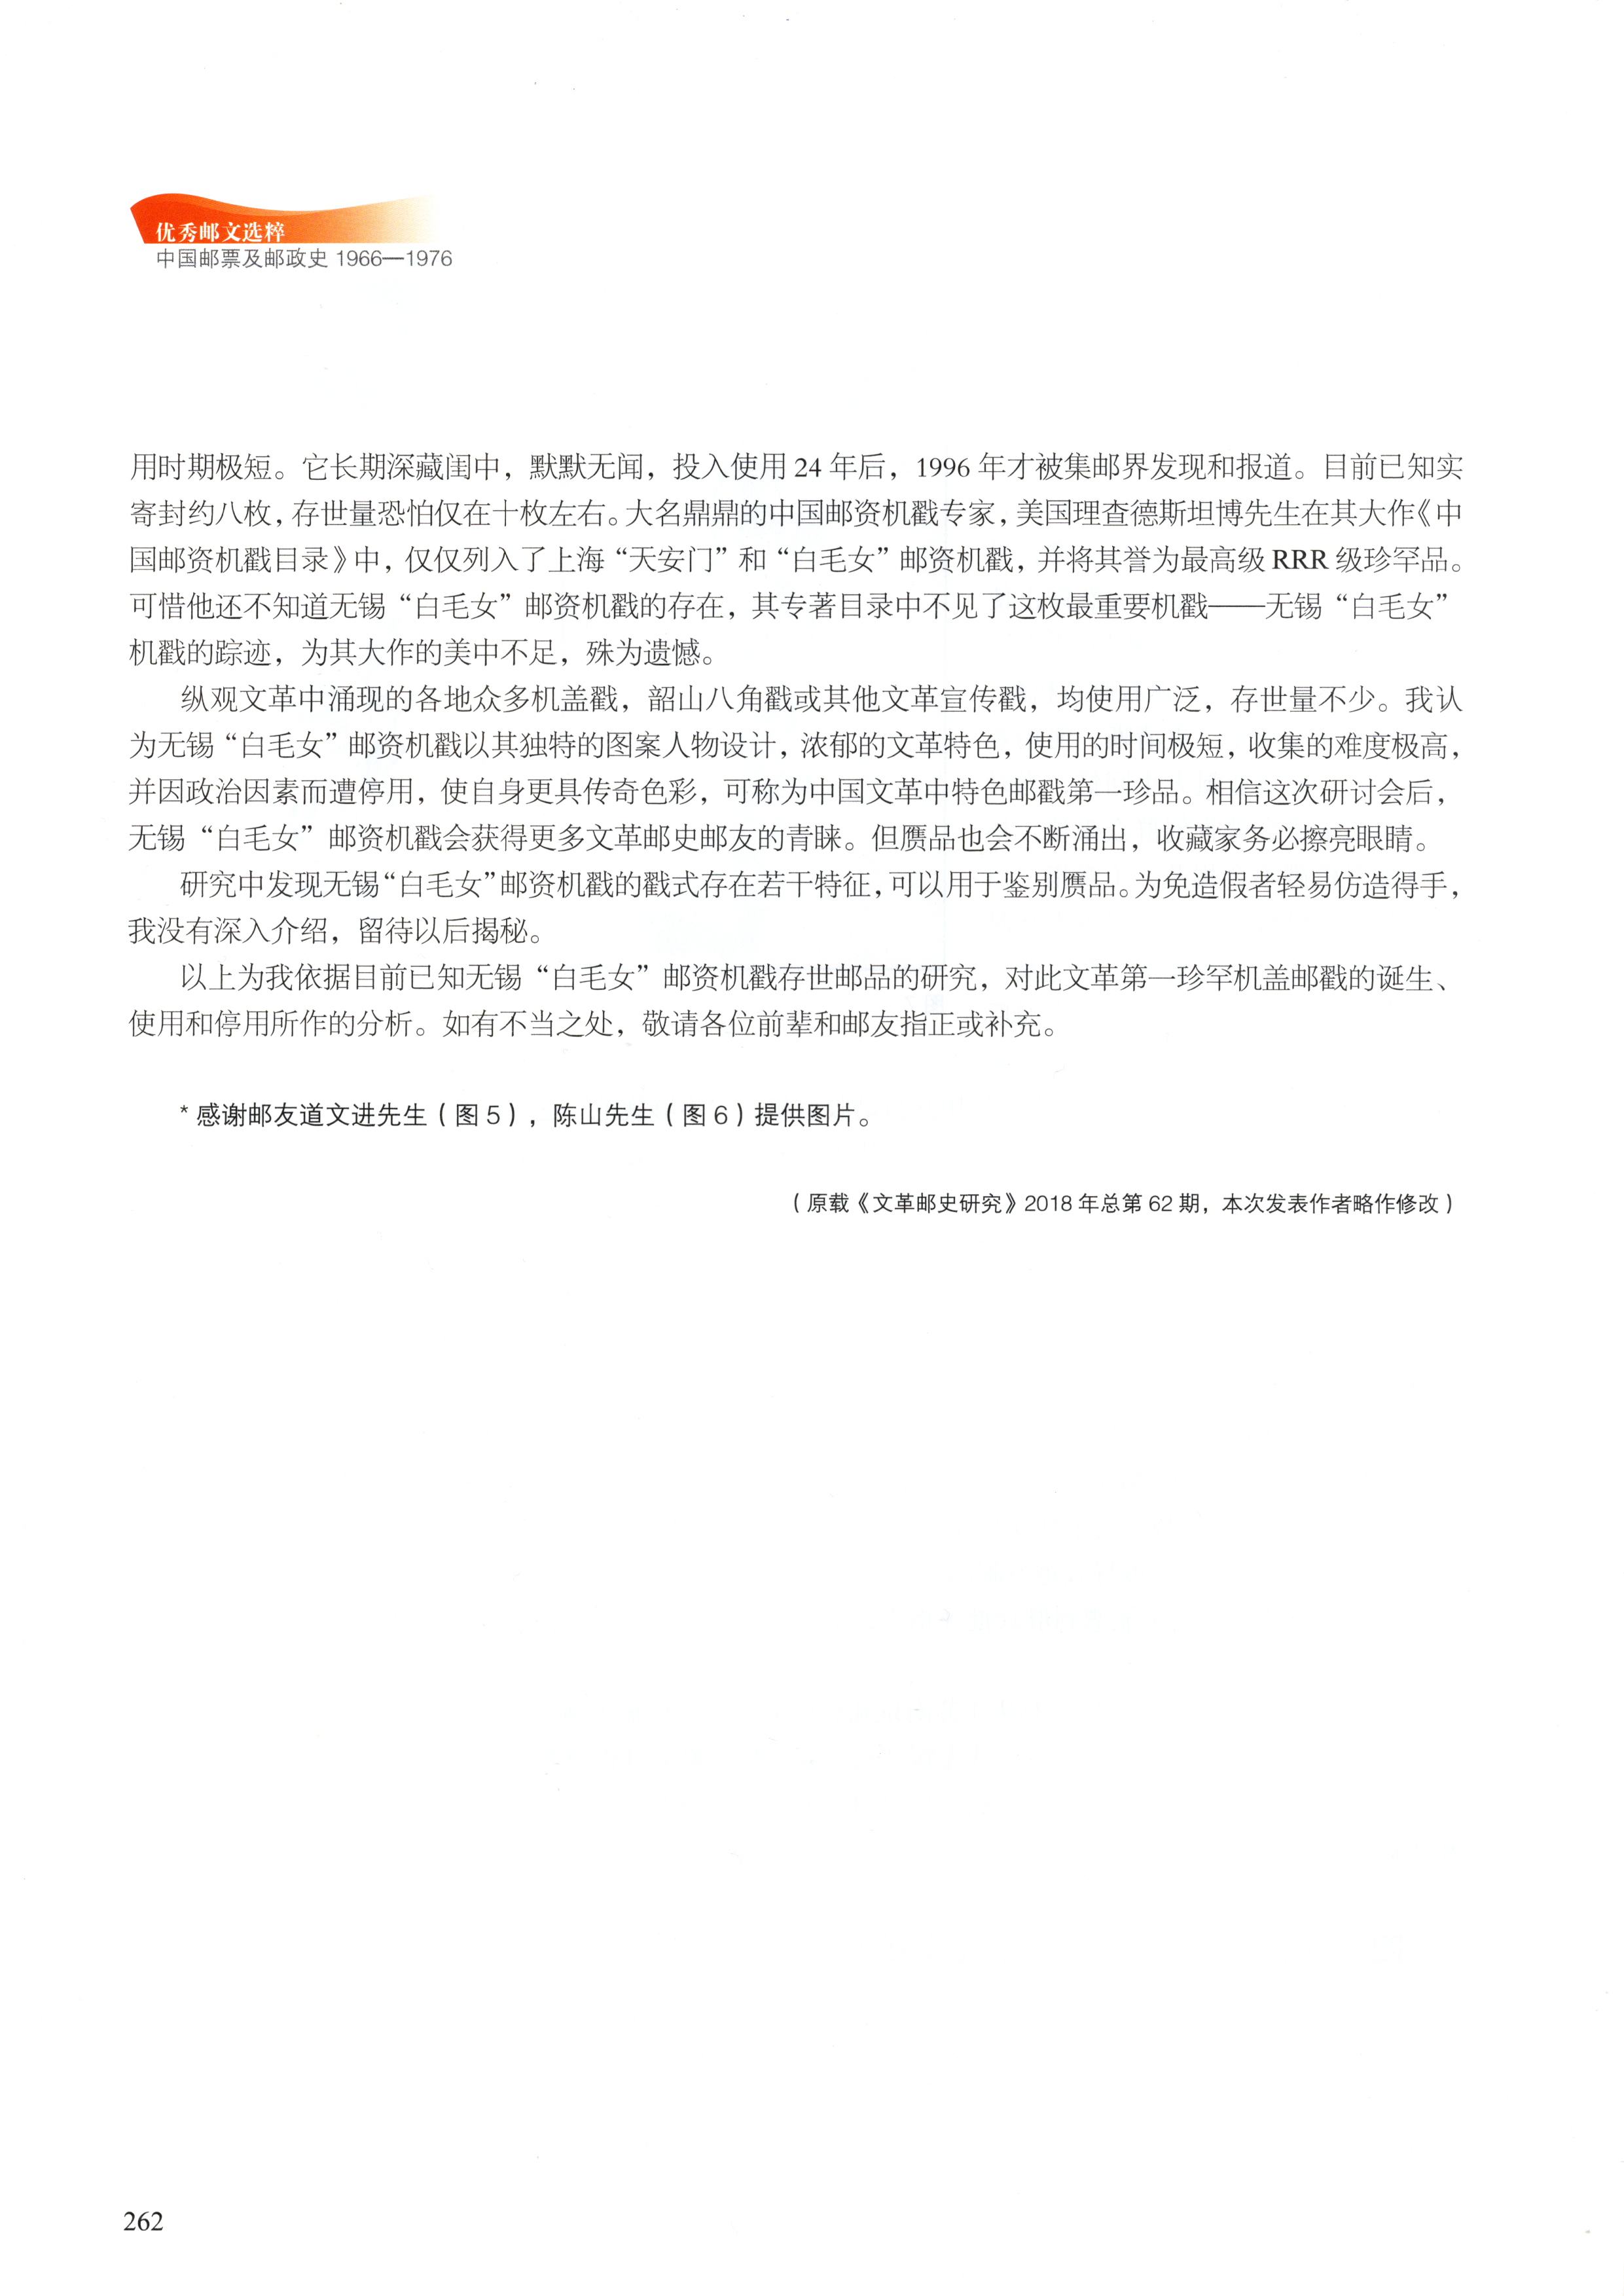 优秀邮文选粹
中国邮票及邮政史 1966—1976
用时期极短。它长期深藏闺中，默默无闻，投入使用 24 年后，1996 年才被集邮界发现和报道。目前已知实
寄封约八枚，存世量恐怕仅在十枚左右。大名鼎鼎的中国邮资机戳专家，美国理查德斯坦博先生在其大作《中
国邮资机戳目录》中，仅仅列入了上海“天安门”和“白毛女”邮资机戳，并将其誉为最高级 RRR 级珍罕品。
可惜他还不知道无锡“白毛女”邮资机戳的存在，其专著目录中不见了这枚最重要机戳——无锡“白毛女”
机戳的踪迹，为其大作的美中不足，殊为遗憾。
纵观文革中涌现的各地众多机盖戳，韶山八角戳或其他文革宣传戳，均使用广泛，存世量不少。我认
为无锡“白毛女”邮资机戳以其独特的图案人物设计，浓郁的文革特色，使用的时间极短，收集的难度极高，
并因政治因素而遭停用，使自身更具传奇色彩，可称为中国文革中特色邮戳第一珍品。相信这次研讨会后，
无锡“白毛女”邮资机戳会获得更多文革邮史邮友的青睐。但赝品也会不断涌出，收藏家务必擦亮眼睛。
研究中发现无锡“白毛女”邮资机戳的戳式存在若干特征，可以用于鉴别赝品。为免造假者轻易仿造得手，
我没有深入介绍，留待以后揭秘。
以上为我依据目前已知无锡“白毛女”邮资机戳存世邮品的研究，对此文革第一珍罕机盖邮戳的诞生、
使用和停用所作的分析。如有不当之处，敬请各位前辈和邮友指正或补充。
* 感谢邮友道文进先生（图 5），陈山先生（图 6）提供图片。
（原载《文革邮史研究》2018 年总第 62 期，本次发表作者略作修改）
262